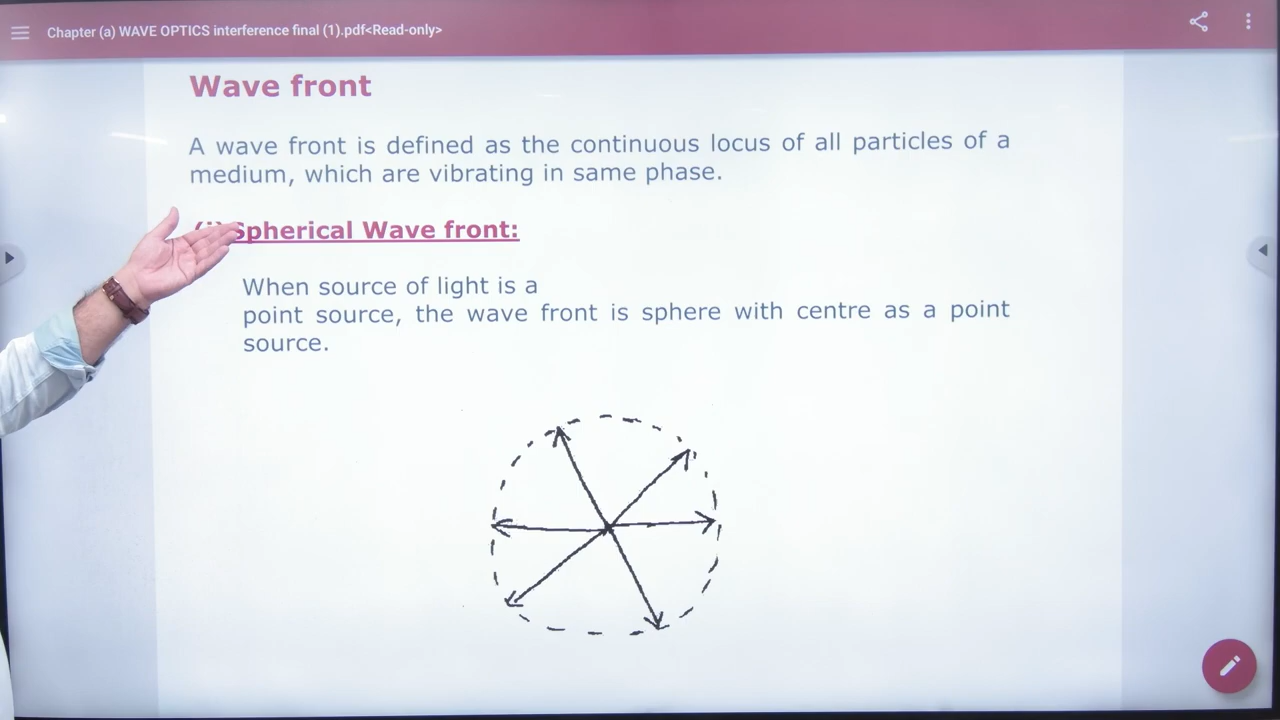 Chapter (a) WAVE OPTICS interference final (1).pdf<Read-only>
Wave front
A wave front is defined as the continuous locus of all particles of a
medium, which are vibrating in same phase.
(i) Spherical Wave front:
When source of light is a
point source, the wave front is sphere with centre as a point
source.